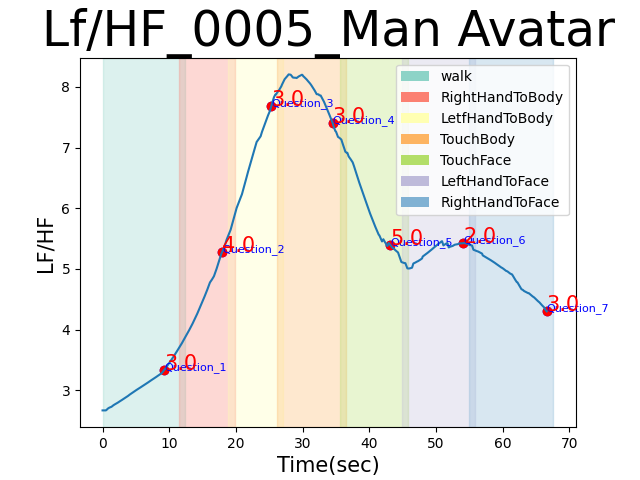 Lf/HF_0005_Man Avatar
LF/HF
8
7
6
5
4
3
walk
RightHandToBody
LetfHandToBody
TouchBody
TouchFace
LeftHandToFace
RightHandToFace
3.0
Question_3
3.0
Question_4
4.0
Question_2
5.0
Question_5
2.0
Question_6
3.0
Question_1
3.0
Question_7
0 10 20 30 40 50 60 70
Time(sec)